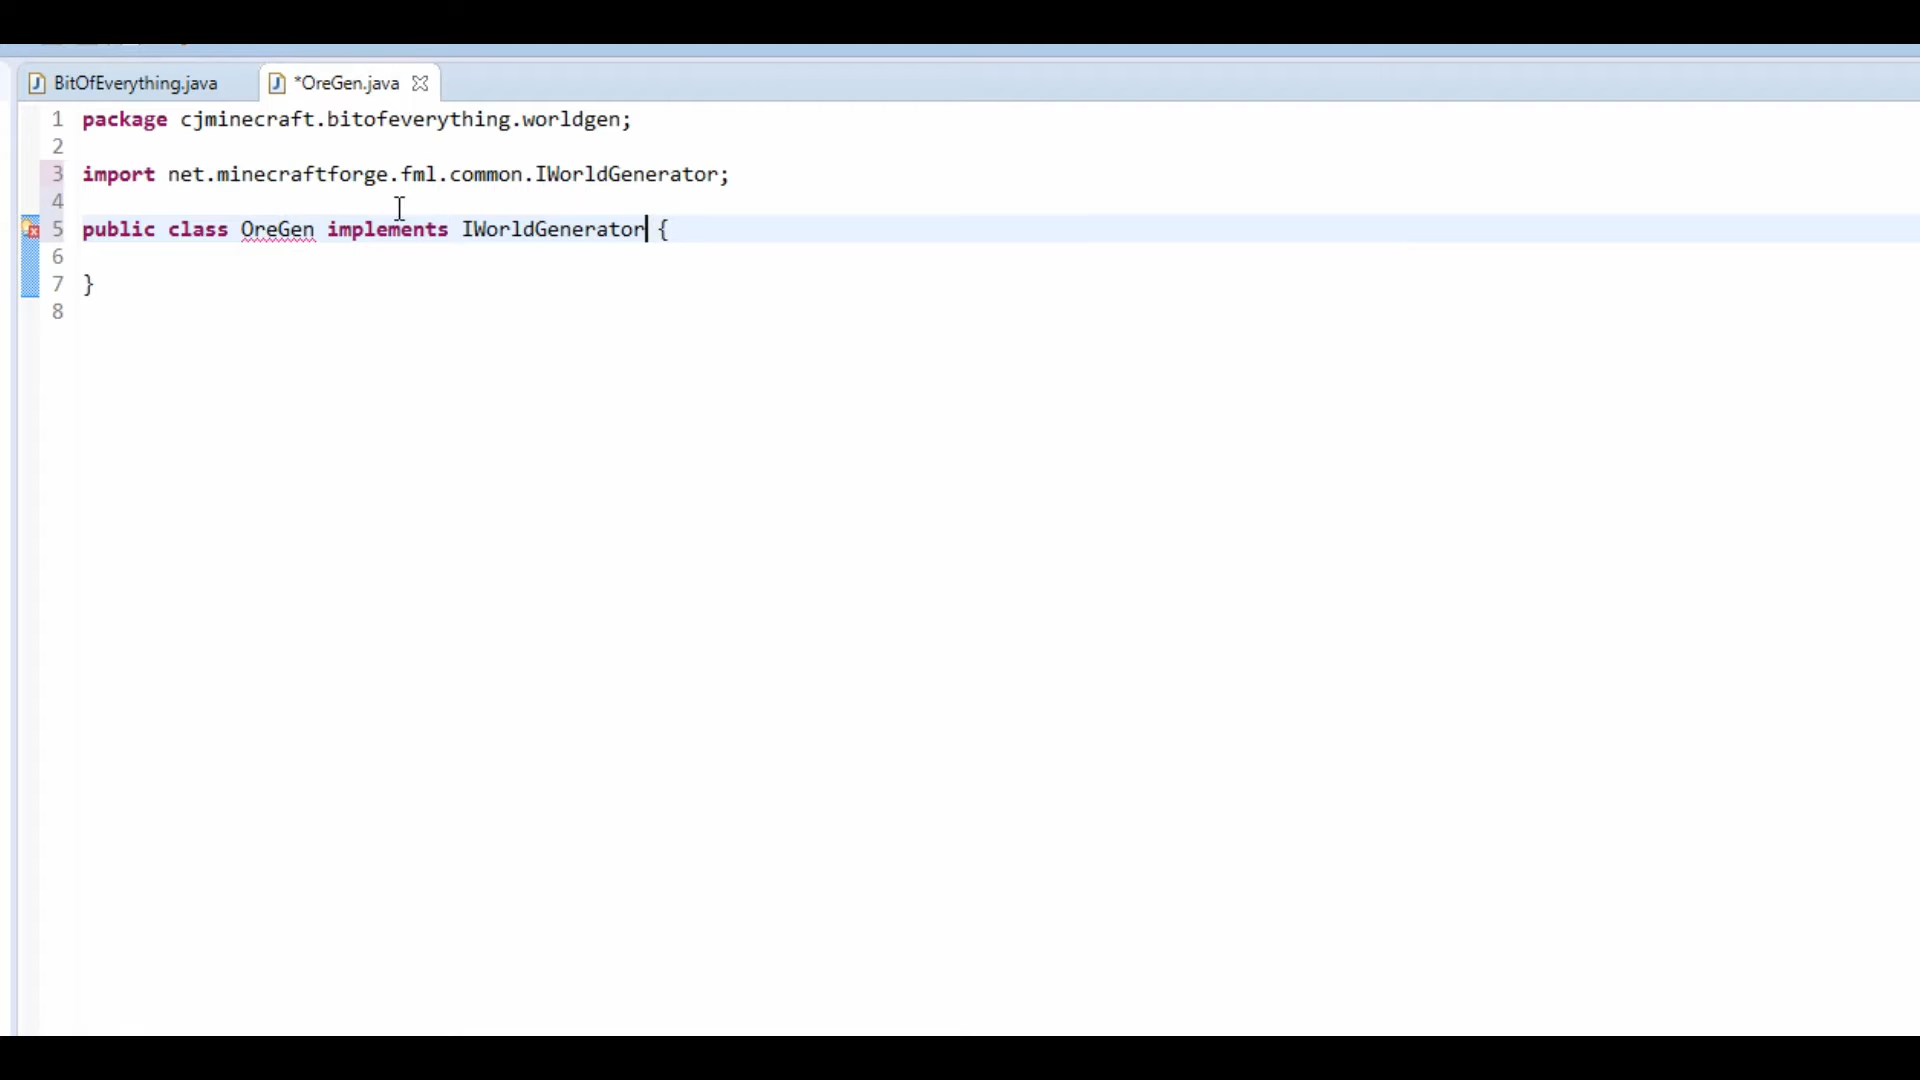 BitOfEverything.java *OreGen.java
1 package cjminecraft.bitofeverything.worldgen;
2
3 import net.minecraftforge.fml.common.IWorldGenerator;
4
5 public class OreGen implements IWorldGenerator {
6
7 }
8